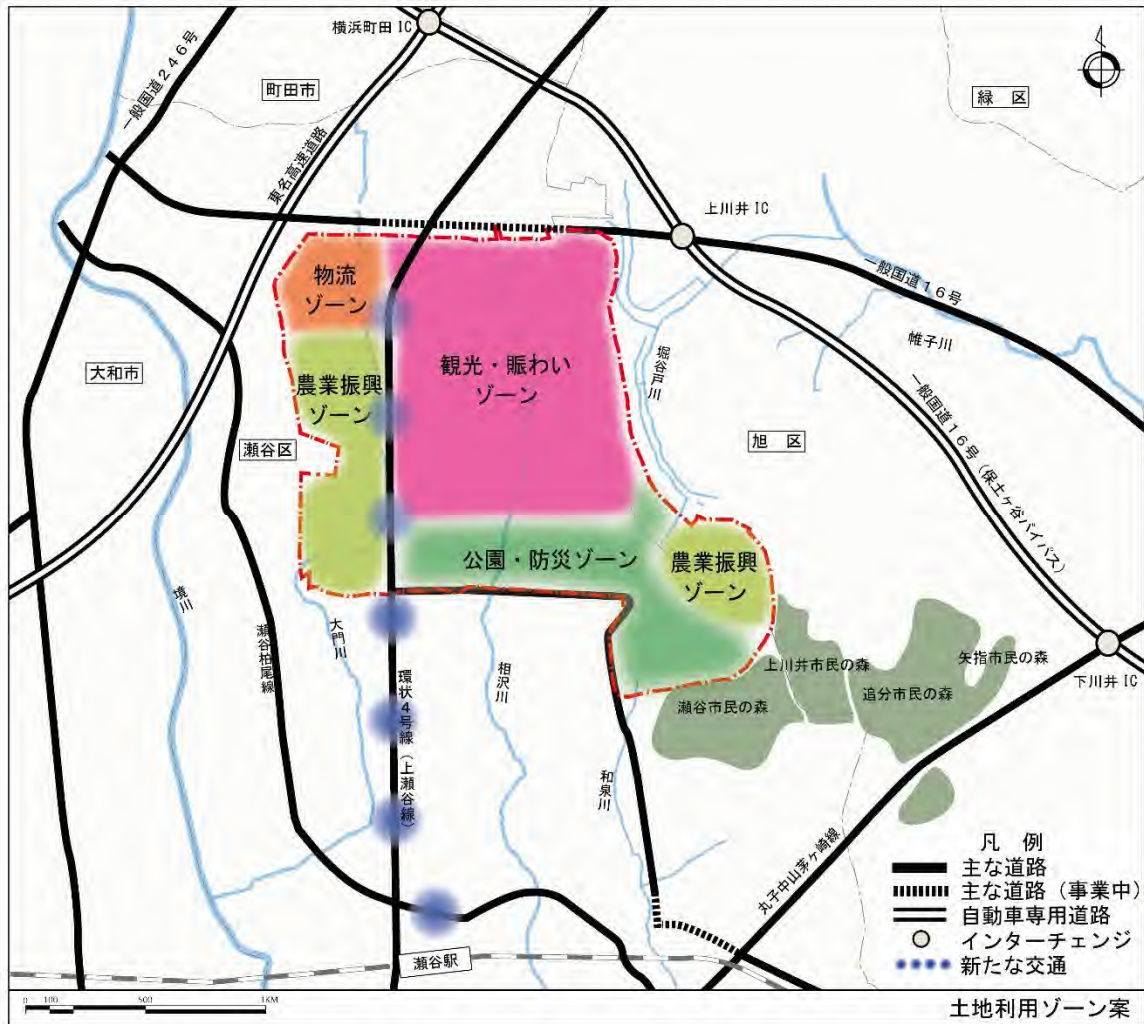 横浜町田IC
一般国道246号
町田市
緑 区
東名高速道路
上川井IC
一般国道16号
物流
ゾーン
帷子川
観光・賑わい
ゾーン
堀谷戸川
大和市
農業振興
ゾーン
一般国道16号(保土ヶ谷バイパス)
瀬谷区
旭 区
公園・防災ゾーン
農業振興
ゾーン
境川
瀬谷柏尾線
大門川
環状4号線(上瀬谷線)
相沢川
上川井市民の森
矢指市民の森
追分市民の森
下川井IC
瀬谷市民の森
和泉川
丸子中山茅ヶ崎線
凡 例
主な道路
主な道路(事業中)
自動車専用道路
インターチェンジ
新たな交通
瀬谷駅
0 100 500 1KM
土地利用ゾーン案